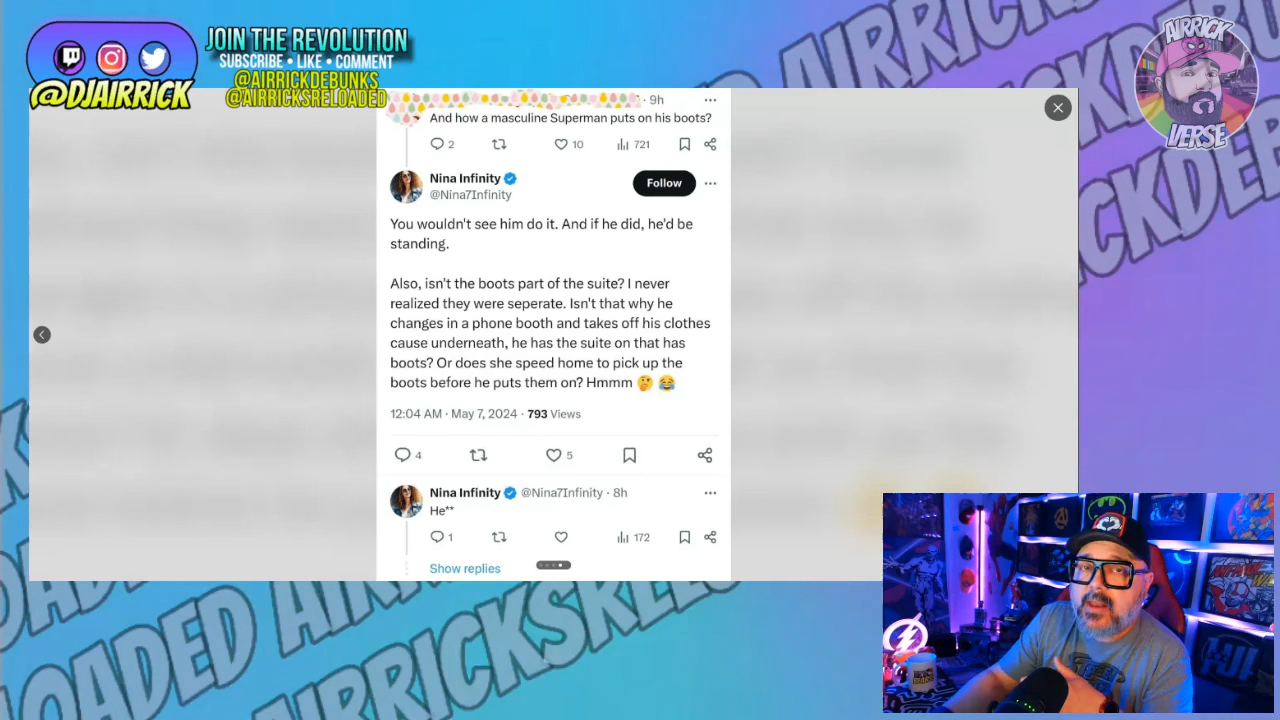 JOIN THE REVOLUTION
SUBSCRIBE • LIKE • COMMENT
@AIRRICKDEBUNKS
@AIRRICKSRELOADED
@DJAIRRICK
AIRRICK
VERSE
· 9h
And how a masculine Superman puts on his boots?
2 10 721
Nina Infinity
@Nina7Infinity
Follow
You wouldn't see him do it. And if he did, he'd be
standing.
Also, isn't the boots part of the suite? I never
realized they were seperate. Isn't that why he
changes in a phone booth and takes off his clothes
cause underneath, he has the suite on that has
boots? Or does she speed home to pick up the
boots before he puts them on? Hmmm 🤔 😂
12:04 AM · May 7, 2024 · 793 Views
4 5
Nina Infinity @Nina7Infinity · 8h
He**
1 172
Show replies